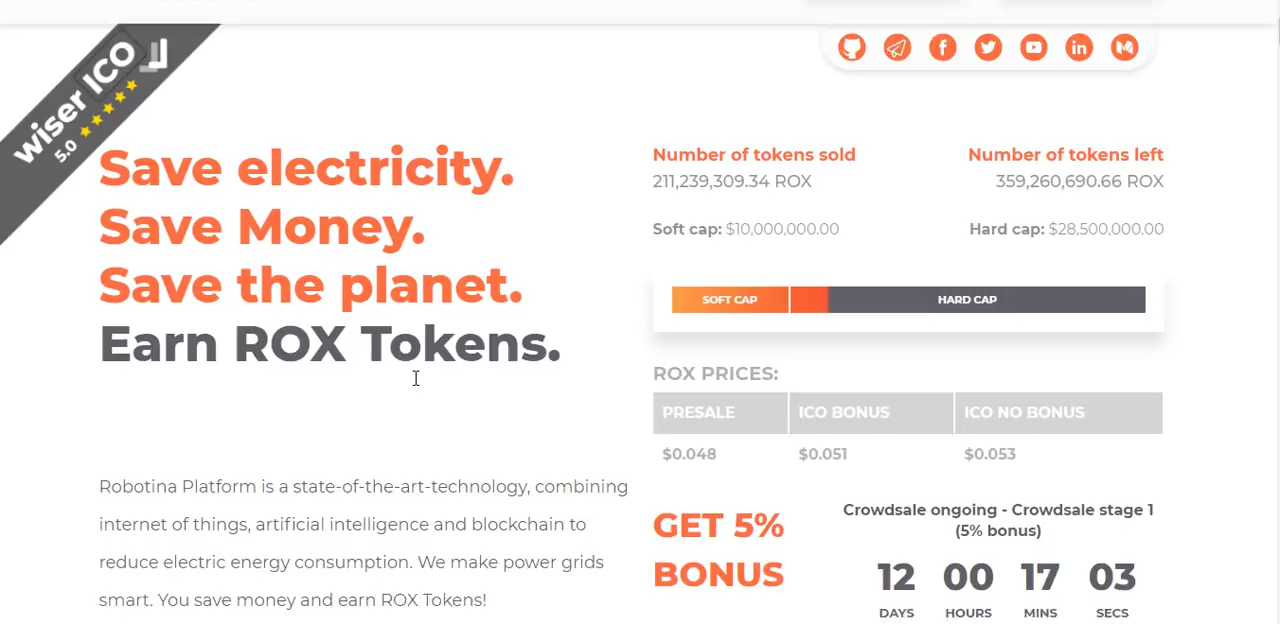 wiser ICO
5.0
Save electricity.
Save Money.
Save the planet.
Earn ROX Tokens.
Robotina Platform is a state-of-the-art-technology, combining
internet of things, artificial intelligence and blockchain to
reduce electric energy consumption. We make power grids
smart. You save money and earn ROX Tokens!
Number of tokens sold
211,239,309.34 ROX
Number of tokens left
359,260,690.66 ROX
Soft cap: $10,000,000.00
Hard cap: $28,500,000.00
SOFT CAP
HARD CAP
ROX PRICES:
PRESALE ICO BONUS ICO NO BONUS
$0.048 $0.051 $0.053
GET 5%
BONUS
Crowdsale ongoing - Crowdsale stage 1
(5% bonus)
12 00 17 03
DAYS HOURS MINS SECS